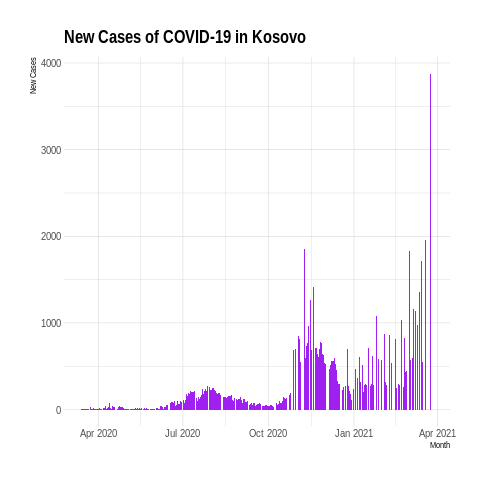 New Cases of COVID-19 in Kosovo
New Cases
4000
3000
2000
1000
0
Apr 2020 Jul 2020 Oct 2020 Jan 2021 Apr 2021
Month